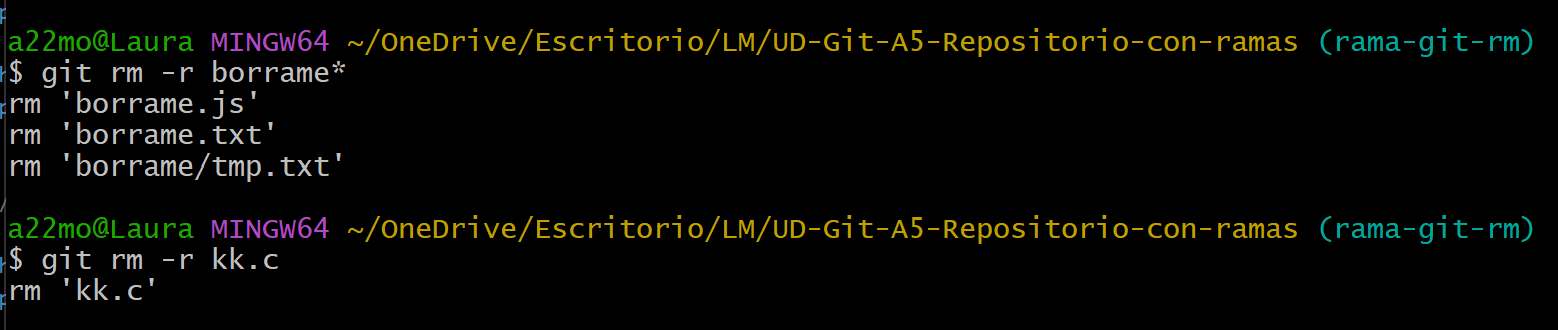 a22mo@Laura MINGW64 ~/OneDrive/Escritorio/LM/UD-Git-A5-Repositorio-con-ramas (rama-git-rm)
$ git rm -r borrame*
rm 'borrame.js'
rm 'borrame.txt'
rm 'borrame/tmp.txt'
a22mo@Laura MINGW64 ~/OneDrive/Escritorio/LM/UD-Git-A5-Repositorio-con-ramas (rama-git-rm)
$ git rm -r kk.c
rm 'kk.c'